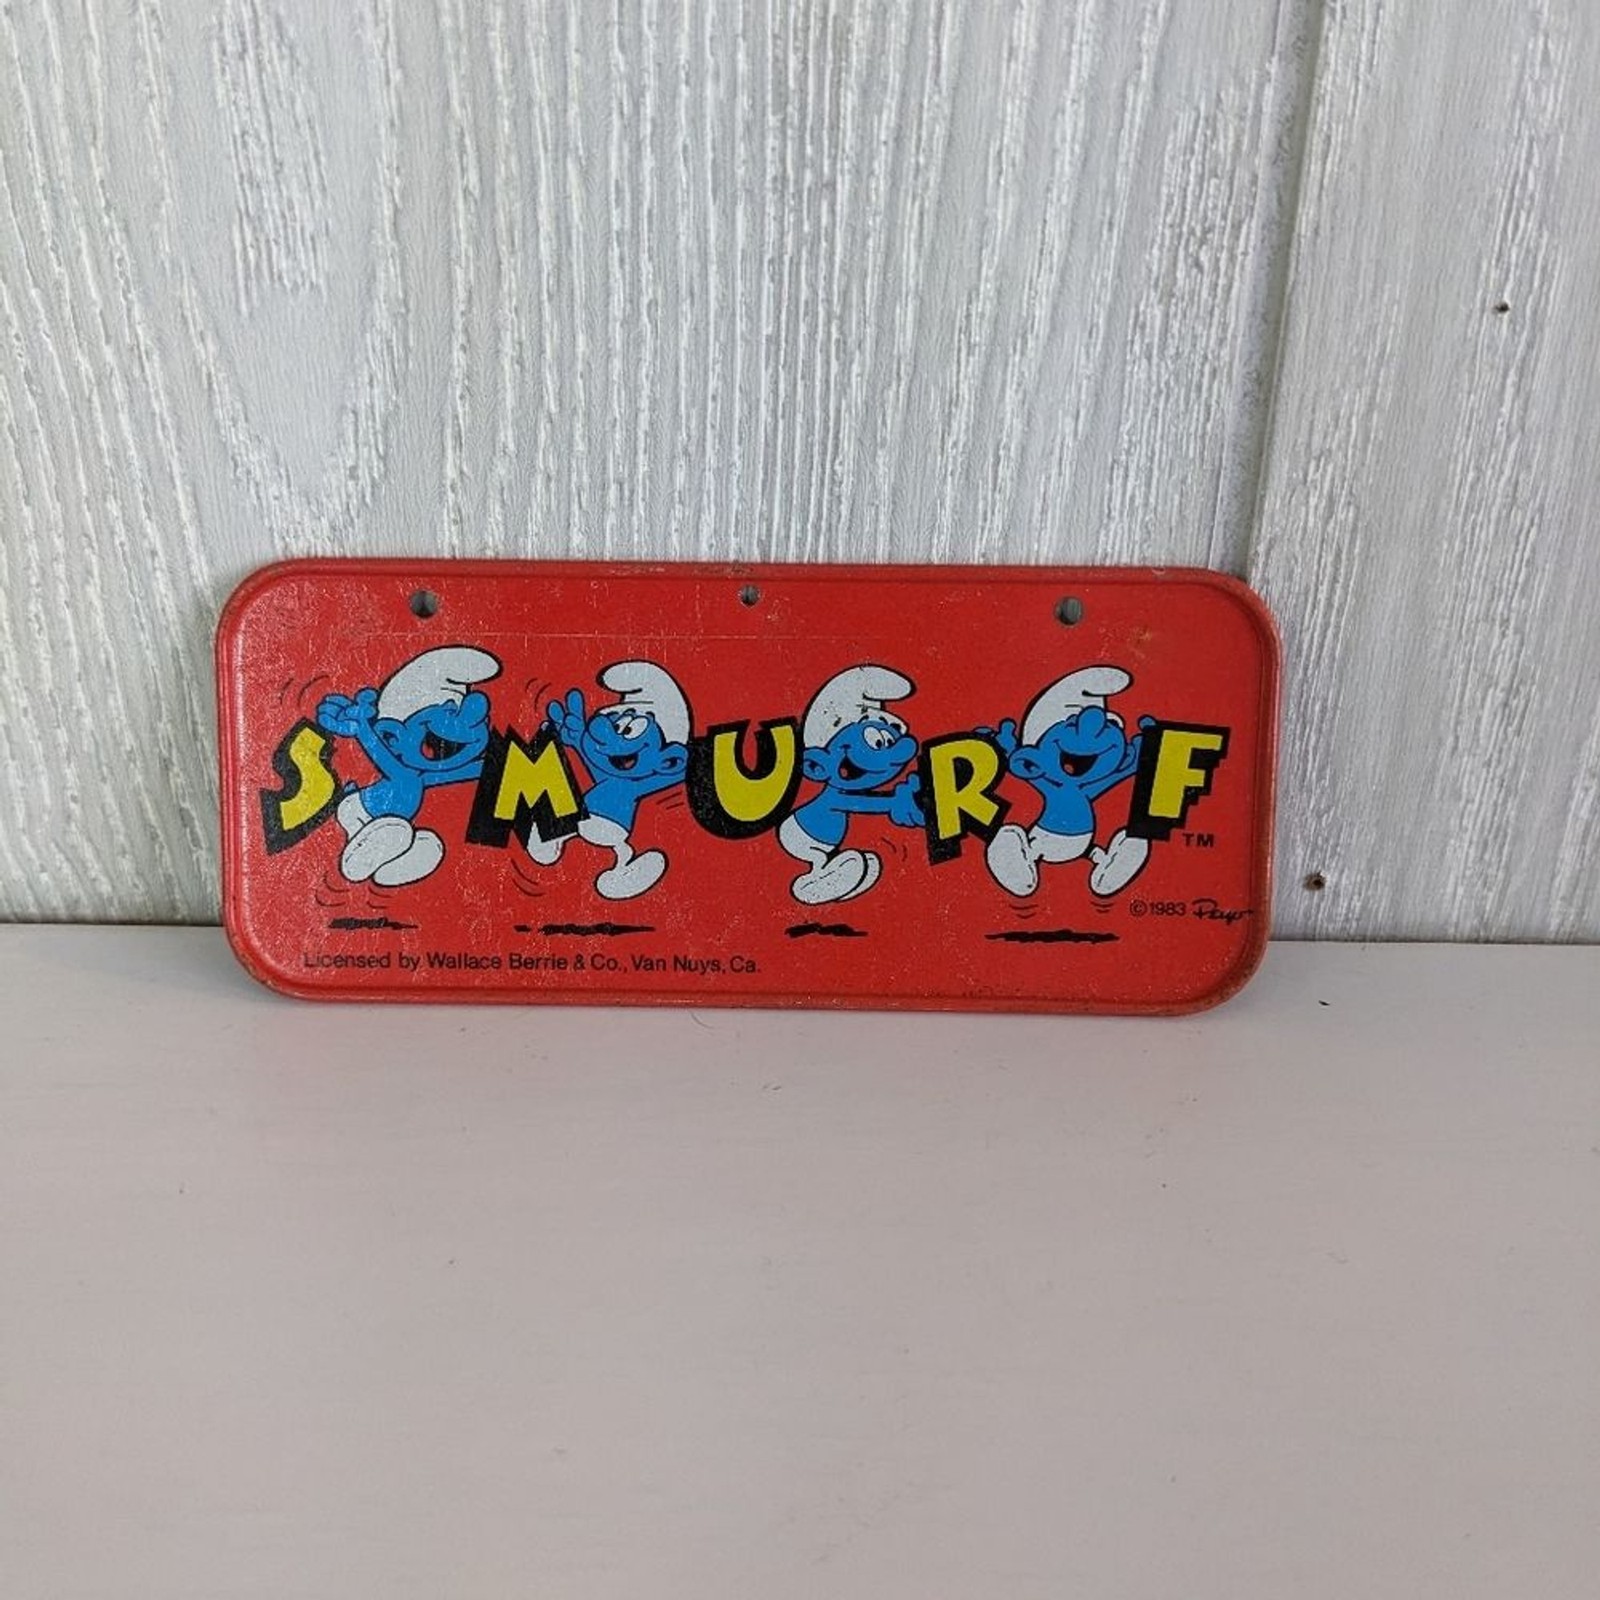 SMURF
TM
©1983 Peyo
Licensed by Wallace Berrie & Co., Van Nuys, Ca.